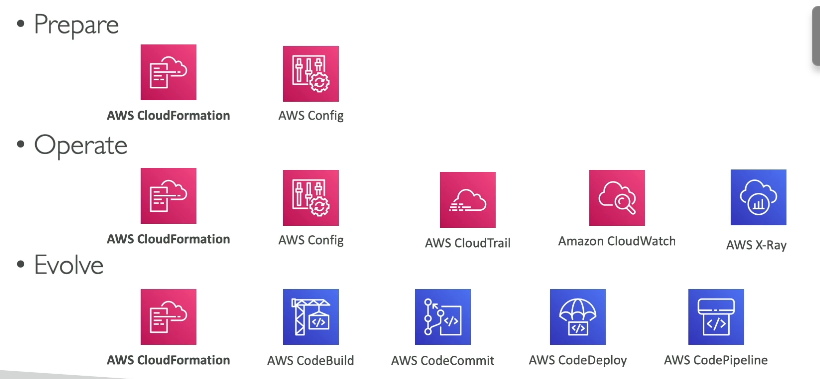 • Prepare
AWS CloudFormation AWS Config
• Operate
AWS CloudFormation AWS Config AWS CloudTrail Amazon CloudWatch AWS X-Ray
• Evolve
AWS CloudFormation AWS CodeBuild AWS CodeCommit AWS CodeDeploy AWS CodePipeline